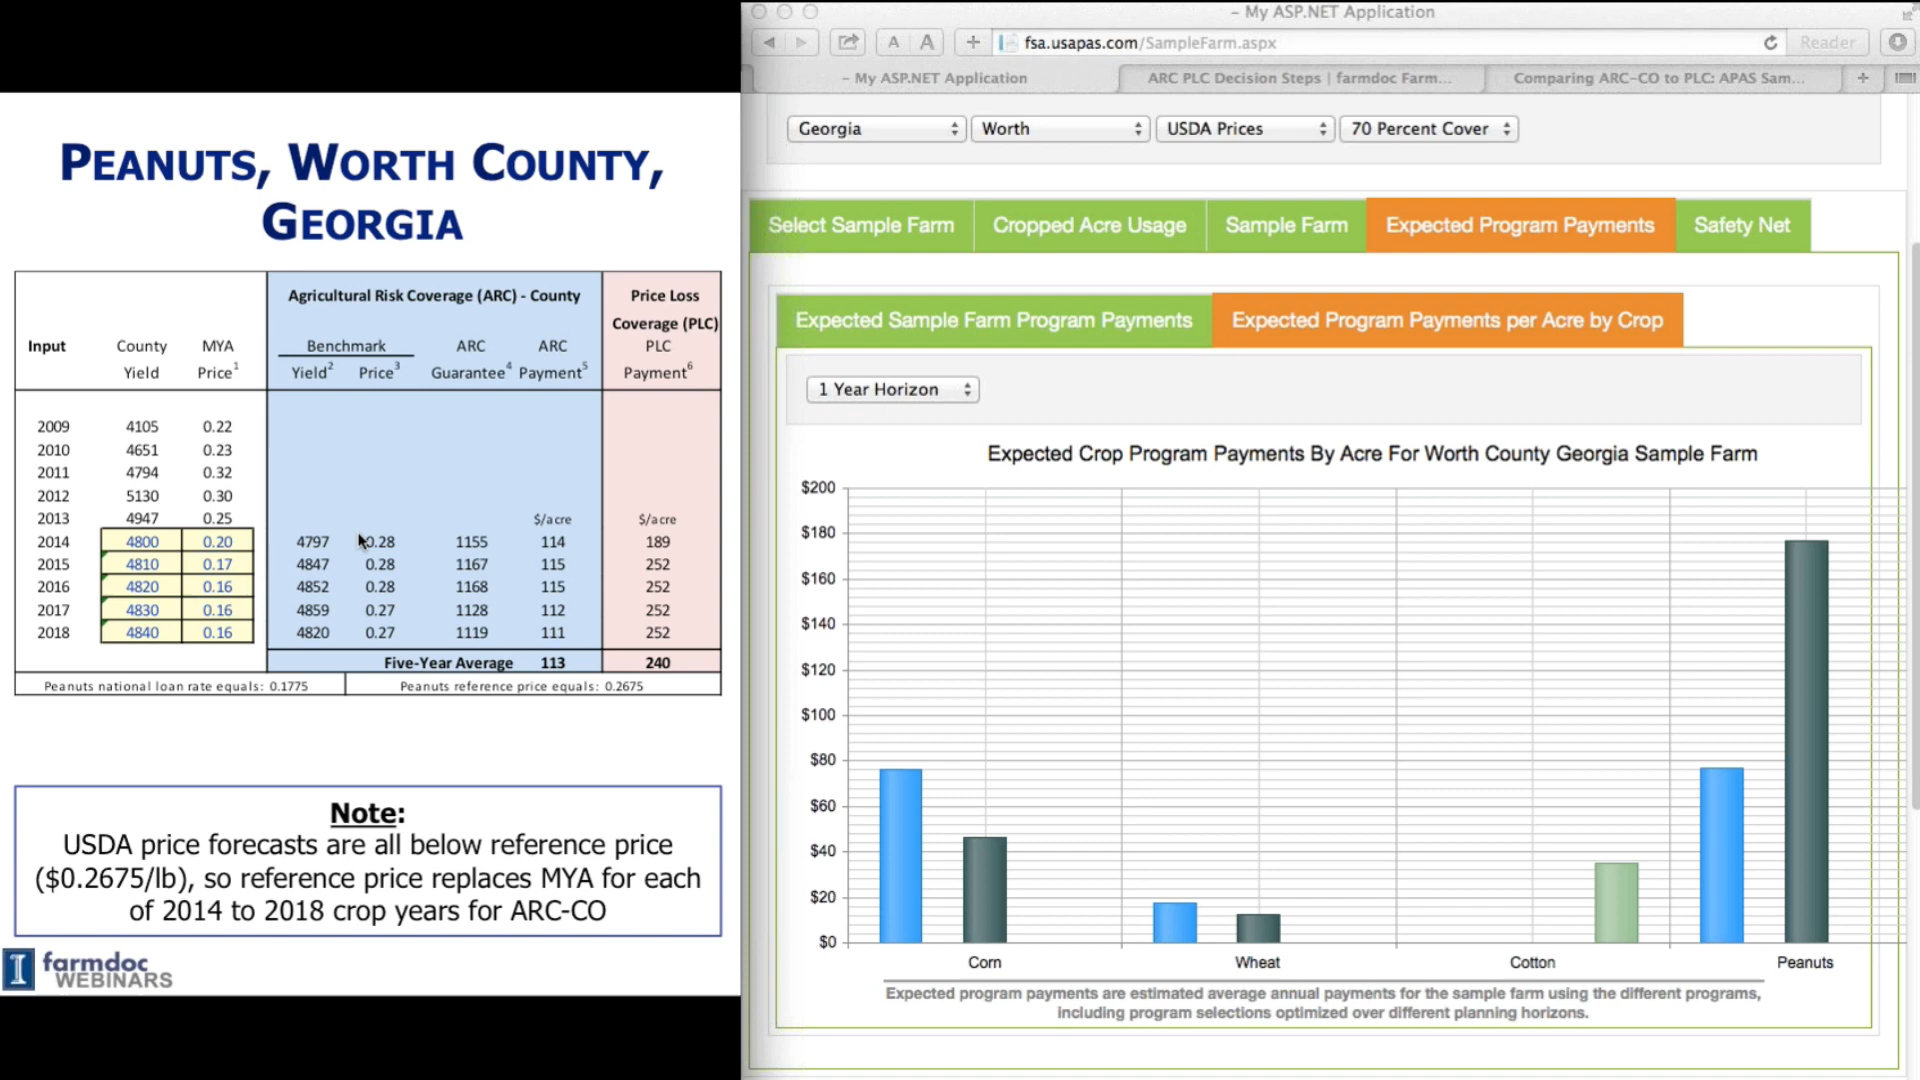 PEANUTS, WORTH COUNTY,
GEORGIA
Agricultural Risk Coverage (ARC) - County
Price Loss
Coverage (PLC)
Input County MYA Benchmark ARC ARC PLC
Yield Price1 Yield2 Price3 Guarantee4 Payment5 Payment6
2009 4105 0.22
2010 4651 0.23
2011 4794 0.32
2012 5130 0.30
2013 4947 0.25 $/acre $/acre
2014 4800 0.20 4797 0.28 1155 114 189
2015 4810 0.17 4847 0.28 1167 115 252
2016 4820 0.16 4852 0.28 1168 115 252
2017 4830 0.16 4859 0.27 1128 112 252
2018 4840 0.16 4820 0.27 1119 111 252
Five-Year Average 113 240
Peanuts national loan rate equals: 0.1775 Peanuts reference price equals: 0.2675
Note:
USDA price forecasts are all below reference price
($0.2675/lb), so reference price replaces MYA for each
of 2014 to 2018 crop years for ARC-CO
I farmdoc
WEBINARS
– My ASP.NET Application
A A + fsa.usapas.com/SampleFarm.aspx Reader
– My ASP.NET Application ARC PLC Decision Steps | farmdoc Farm... Comparing ARC-CO to PLC: APAS Sam... +
Georgia Worth USDA Prices 70 Percent Cover
Select Sample Farm Cropped Acre Usage Sample Farm Expected Program Payments Safety Net
Expected Sample Farm Program Payments Expected Program Payments per Acre by Crop
1 Year Horizon
Expected Crop Program Payments By Acre For Worth County Georgia Sample Farm
$200
$180
$160
$140
$120
$100
$80
$60
$40
$20
$0
Corn Wheat Cotton Peanuts
Expected program payments are estimated average annual payments for the sample farm using the different programs,
including program selections optimized over different planning horizons.